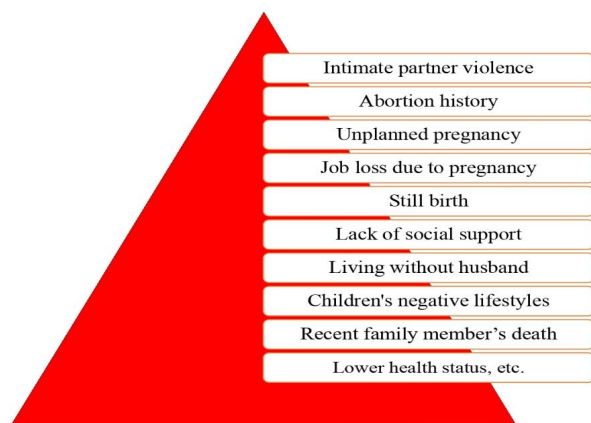 Intimate partner violence
Abortion history
Unplanned pregnancy
Job loss due to pregnancy
Still birth
Lack of social support
Living without husband
Children's negative lifestyles
Recent family member’s death
Lower health status, etc.